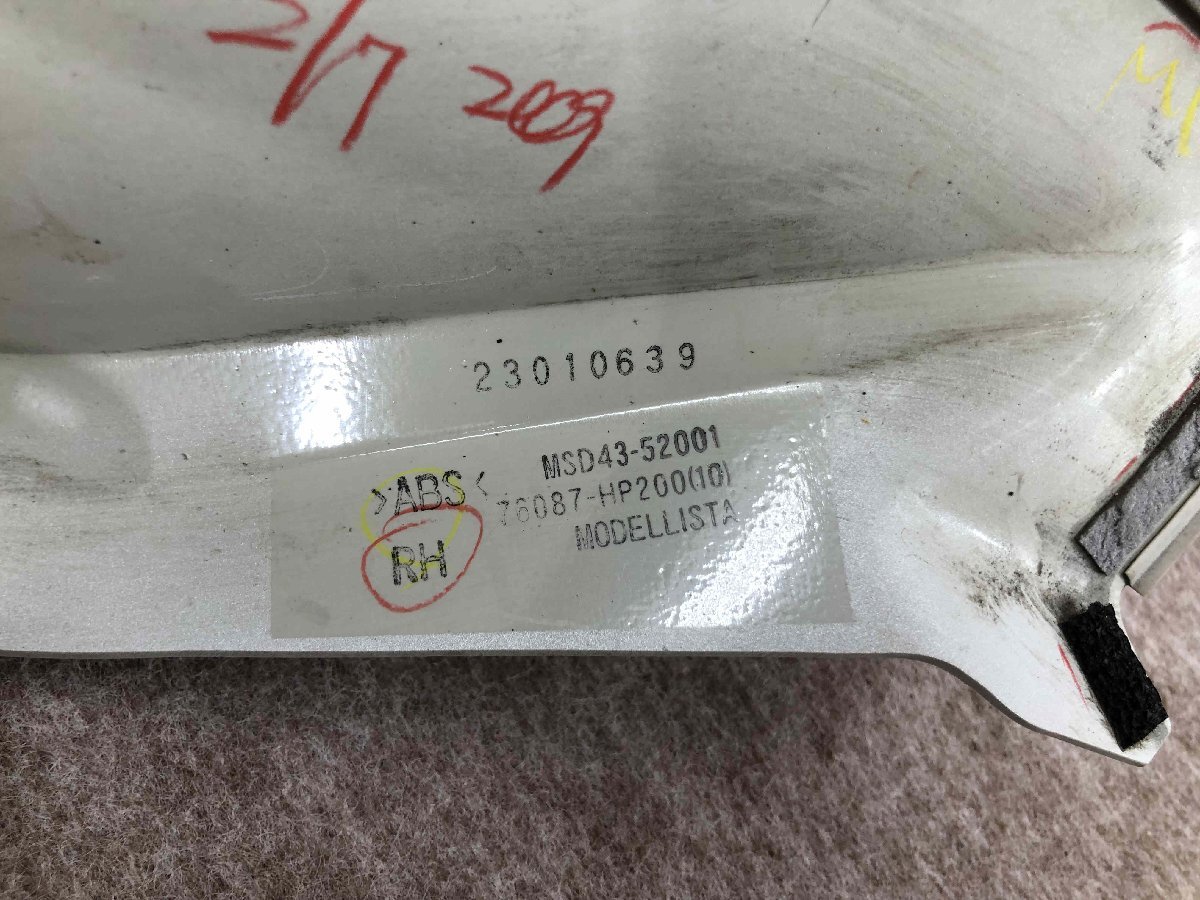 2/7 2009
23010639
>ABS< MSD43-52001
76087-HP200(10)
RH MODELLISTA